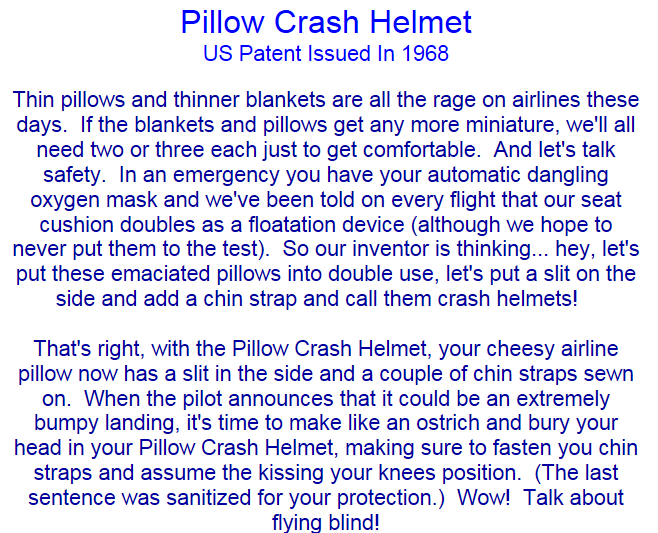 Pillow Crash Helmet
US Patent Issued In 1968
Thin pillows and thinner blankets are all the rage on airlines these
days.  If the blankets and pillows get any more miniature, we'll all
need two or three each just to get comfortable.  And let's talk
safety.  In an emergency you have your automatic dangling
oxygen mask and we've been told on every flight that our seat
cushion doubles as a floatation device (although we hope to
never put them to the test).  So our inventor is thinking... hey, let's
put these emaciated pillows into double use, let's put a slit on the
side and add a chin strap and call them crash helmets!
That's right, with the Pillow Crash Helmet, your cheesy airline
pillow now has a slit in the side and a couple of chin straps sewn
on.  When the pilot announces that it could be an extremely
bumpy landing, it's time to make like an ostrich and bury your
head in your Pillow Crash Helmet, making sure to fasten you chin
straps and assume the kissing your knees position.  (The last
sentence was sanitized for your protection.)  Wow!  Talk about
flying blind!